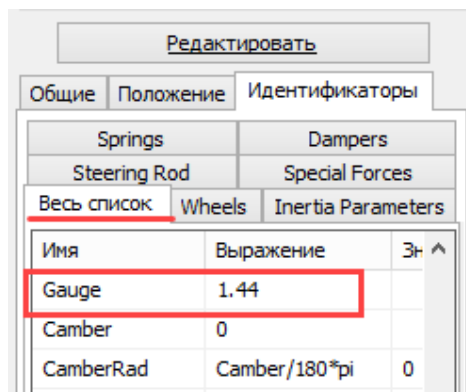 Редактировать
Общие Положение Идентификаторы
Springs Dampers
Steering Rod Special Forces
Весь список Wheels Inertia Parameters
Имя Выражение Зн
Gauge 1.44
Camber 0
CamberRad Camber/180*pi 0